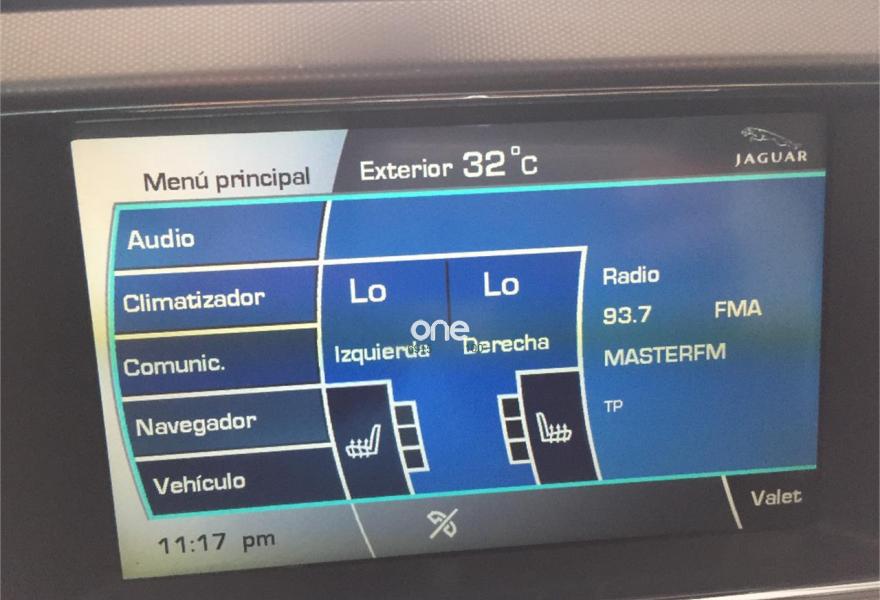 Menú principal
Exterior 32°C
JAGUAR
Audio
Climatizador
Comunic.
Navegador
Vehículo
Lo
Lo
one
Izquierda
Derecha
Radio
93.7 FMA
MASTERFM
TP
11:17 pm
Valet